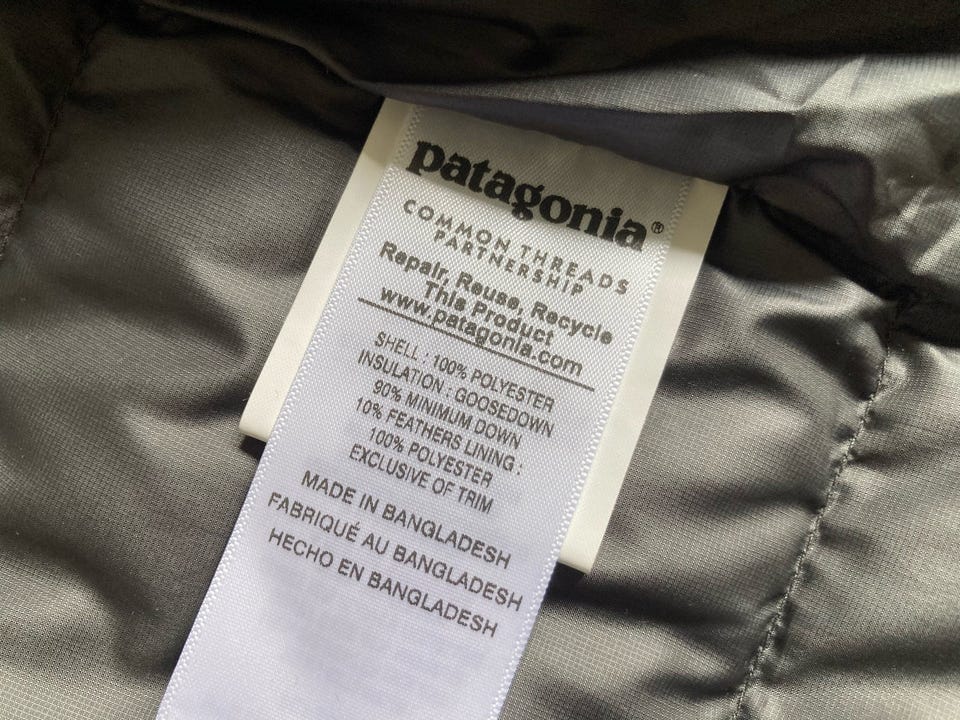 patagonia®
COMMON THREADS
PARTNERSHIP
Repair, Reuse, Recycle
This Product
www.patagonia.com
SHELL : 100% POLYESTER
INSULATION : GOOSEDOWN
90% MINIMUM DOWN
10% FEATHERS LINING :
100% POLYESTER
EXCLUSIVE OF TRIM
MADE IN BANGLADESH
FABRIQUÉ AU BANGLADESH
HECHO EN BANGLADESH